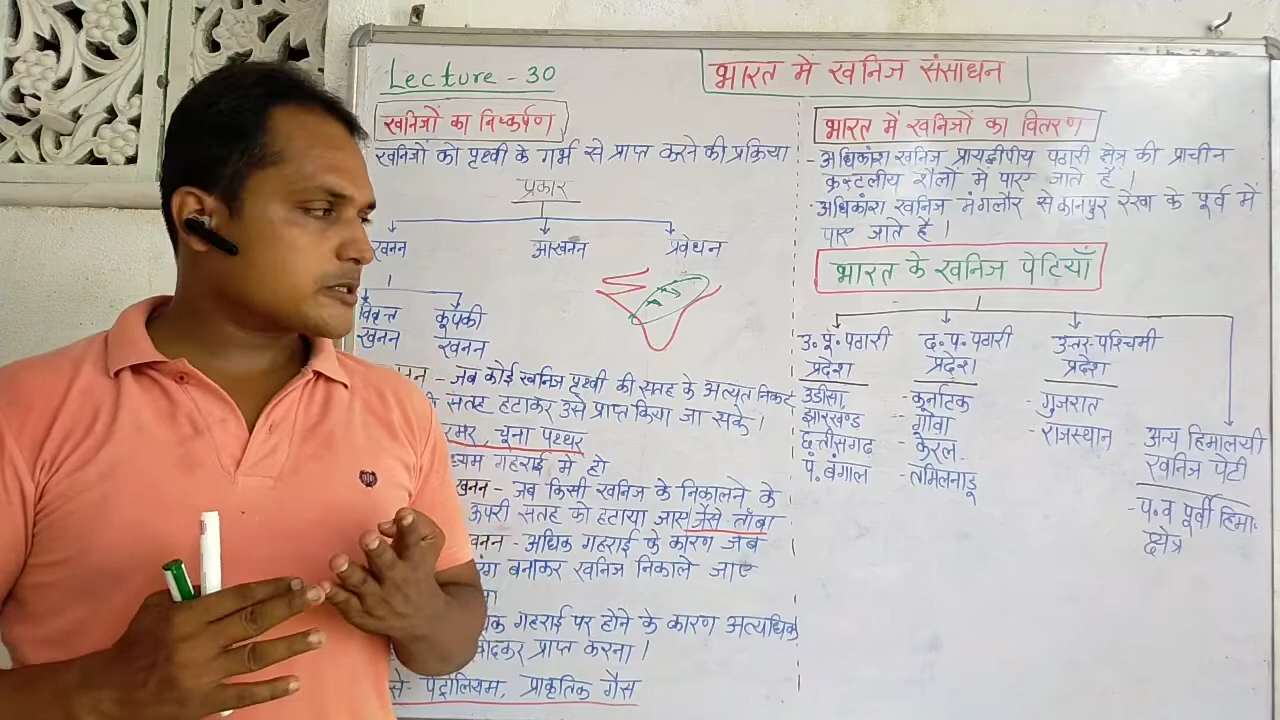 Lecture - 30
भारत में खनिज संसाधन
खनिजों का निष्कर्षण
खनिजों को पृथ्वी के गर्भ से प्राप्त करने की प्रक्रिया
प्रकार
खनन आखनन प्रवेधन
विवृत्त कूपकी
खनन खनन
- जब कोई खनिज पृथ्वी की सतह के अत्यंत निकट
सतह हटाकर उसे प्राप्त किया जा सके ।
चूना पत्थर
गहराई में हो
खनन - जब किसी खनिज के निकालने के
ऊपरी सतह को हटाया जाए जैसे ताँबा
- अधिक गहराई के कारण जब
बनाकर खनिज निकाले जाए
गहराई पर होने के कारण अत्यधिक
प्राप्त करना ।
पेट्रोलियम, प्राकृतिक गैस
भारत में खनिजों का वितरण
- अधिकांश खनिज प्रायद्वीपीय पठारी क्षेत्र की प्राचीन
क्रस्टलीय शैलों में पाए जाते हैं ।
- अधिकांश खनिज मंगलौर से कानपुर रेखा के पूर्व में
पाए जाते हैं ।
भारत के खनिज पेटियाँ
उ. पू. पठारी
प्रदेश
उडीसा
झारखण्ड
छत्तीसगढ
पं. बंगाल
द. प. पठारी
प्रदेश
- कर्नाटक
- गोवा
- केरल
- तमिलनाडू
उत्तर-पश्चिमी
प्रदेश
- गुजरात
- राजस्थान
अन्य हिमालयी
खनिज पेटी
- प. व पूर्वी हिमा.
क्षेत्र